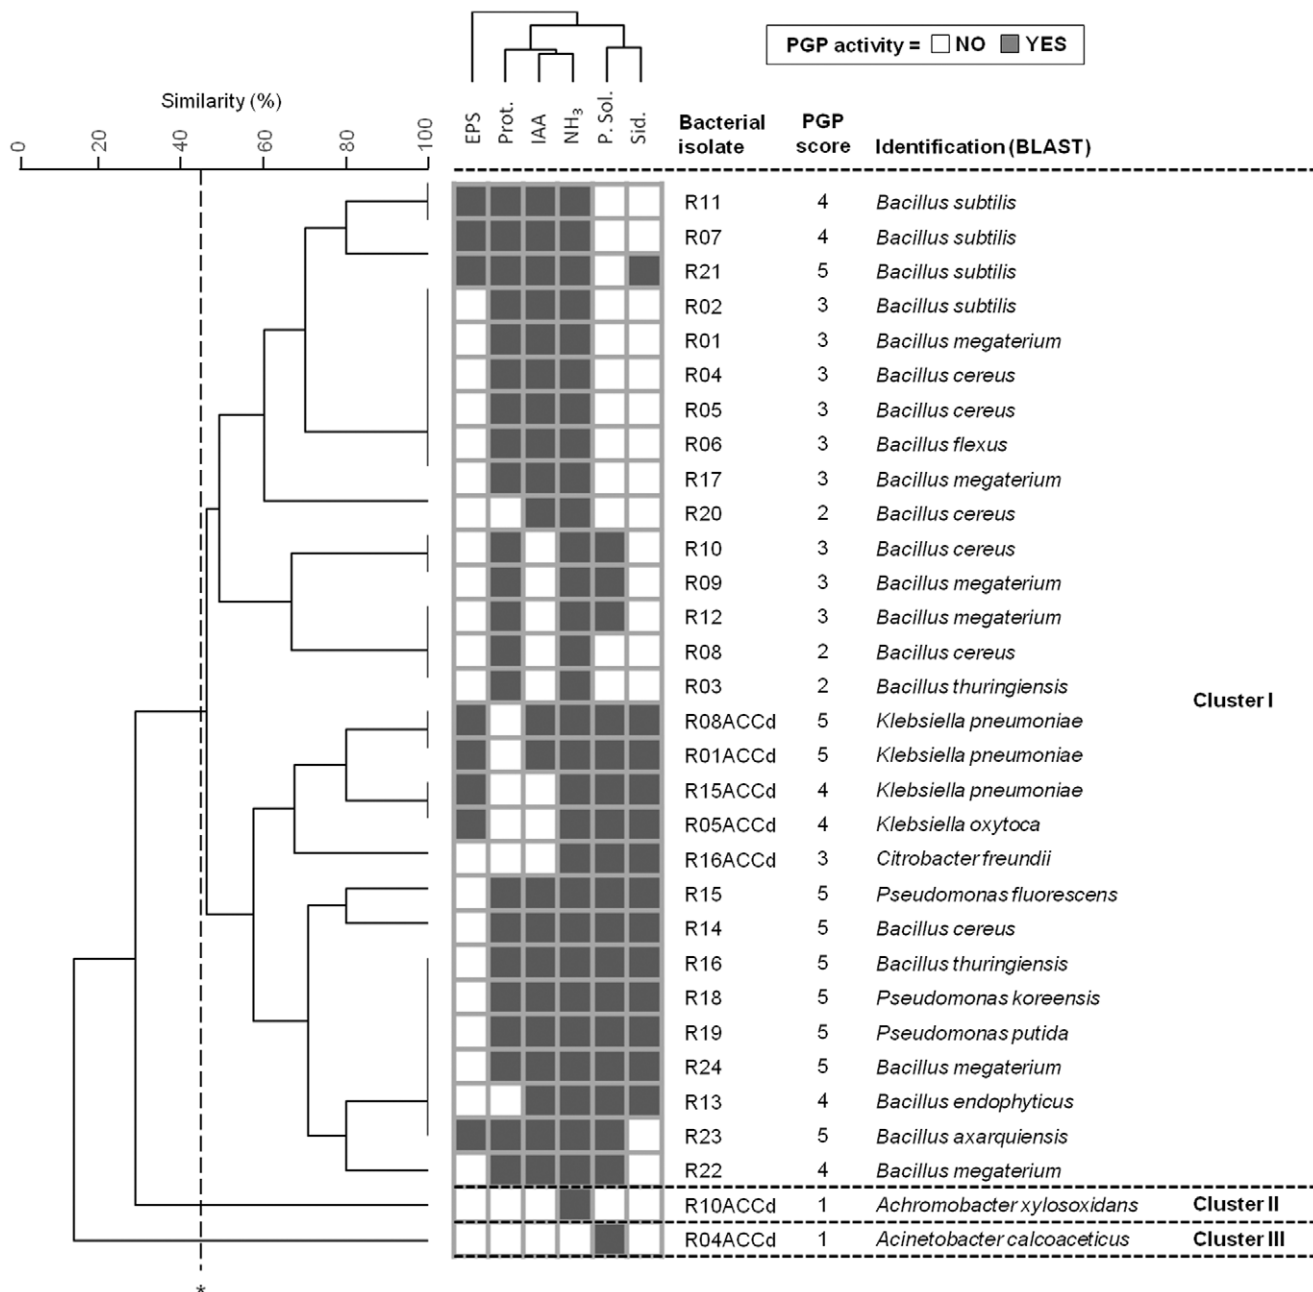 PGP activity = NO YES
Similarity (%)
0 20 40 60 80 100
EPS Prot. IAA NH₃ P. Sol. Sid.
Bacterial isolate PGP score Identification (BLAST)
R11 4 Bacillus subtilis
R07 4 Bacillus subtilis
R21 5 Bacillus subtilis
R02 3 Bacillus subtilis
R01 3 Bacillus megaterium
R04 3 Bacillus cereus
R05 3 Bacillus cereus
R06 3 Bacillus flexus
R17 3 Bacillus megaterium
R20 2 Bacillus cereus
R10 3 Bacillus cereus
R09 3 Bacillus megaterium
R12 3 Bacillus megaterium
R08 2 Bacillus cereus
R03 2 Bacillus thuringiensis
Cluster I
R08ACCd 5 Klebsiella pneumoniae
R01ACCd 5 Klebsiella pneumoniae
R15ACCd 4 Klebsiella pneumoniae
R05ACCd 4 Klebsiella oxytoca
R16ACCd 3 Citrobacter freundii
R15 5 Pseudomonas fluorescens
R14 5 Bacillus cereus
R16 5 Bacillus thuringiensis
R18 5 Pseudomonas koreensis
R19 5 Pseudomonas putida
R24 5 Bacillus megaterium
R13 4 Bacillus endophyticus
R23 5 Bacillus axarquiensis
R22 4 Bacillus megaterium
R10ACCd 1 Achromobacter xylosoxidans Cluster II
R04ACCd 1 Acinetobacter calcoaceticus Cluster III
*